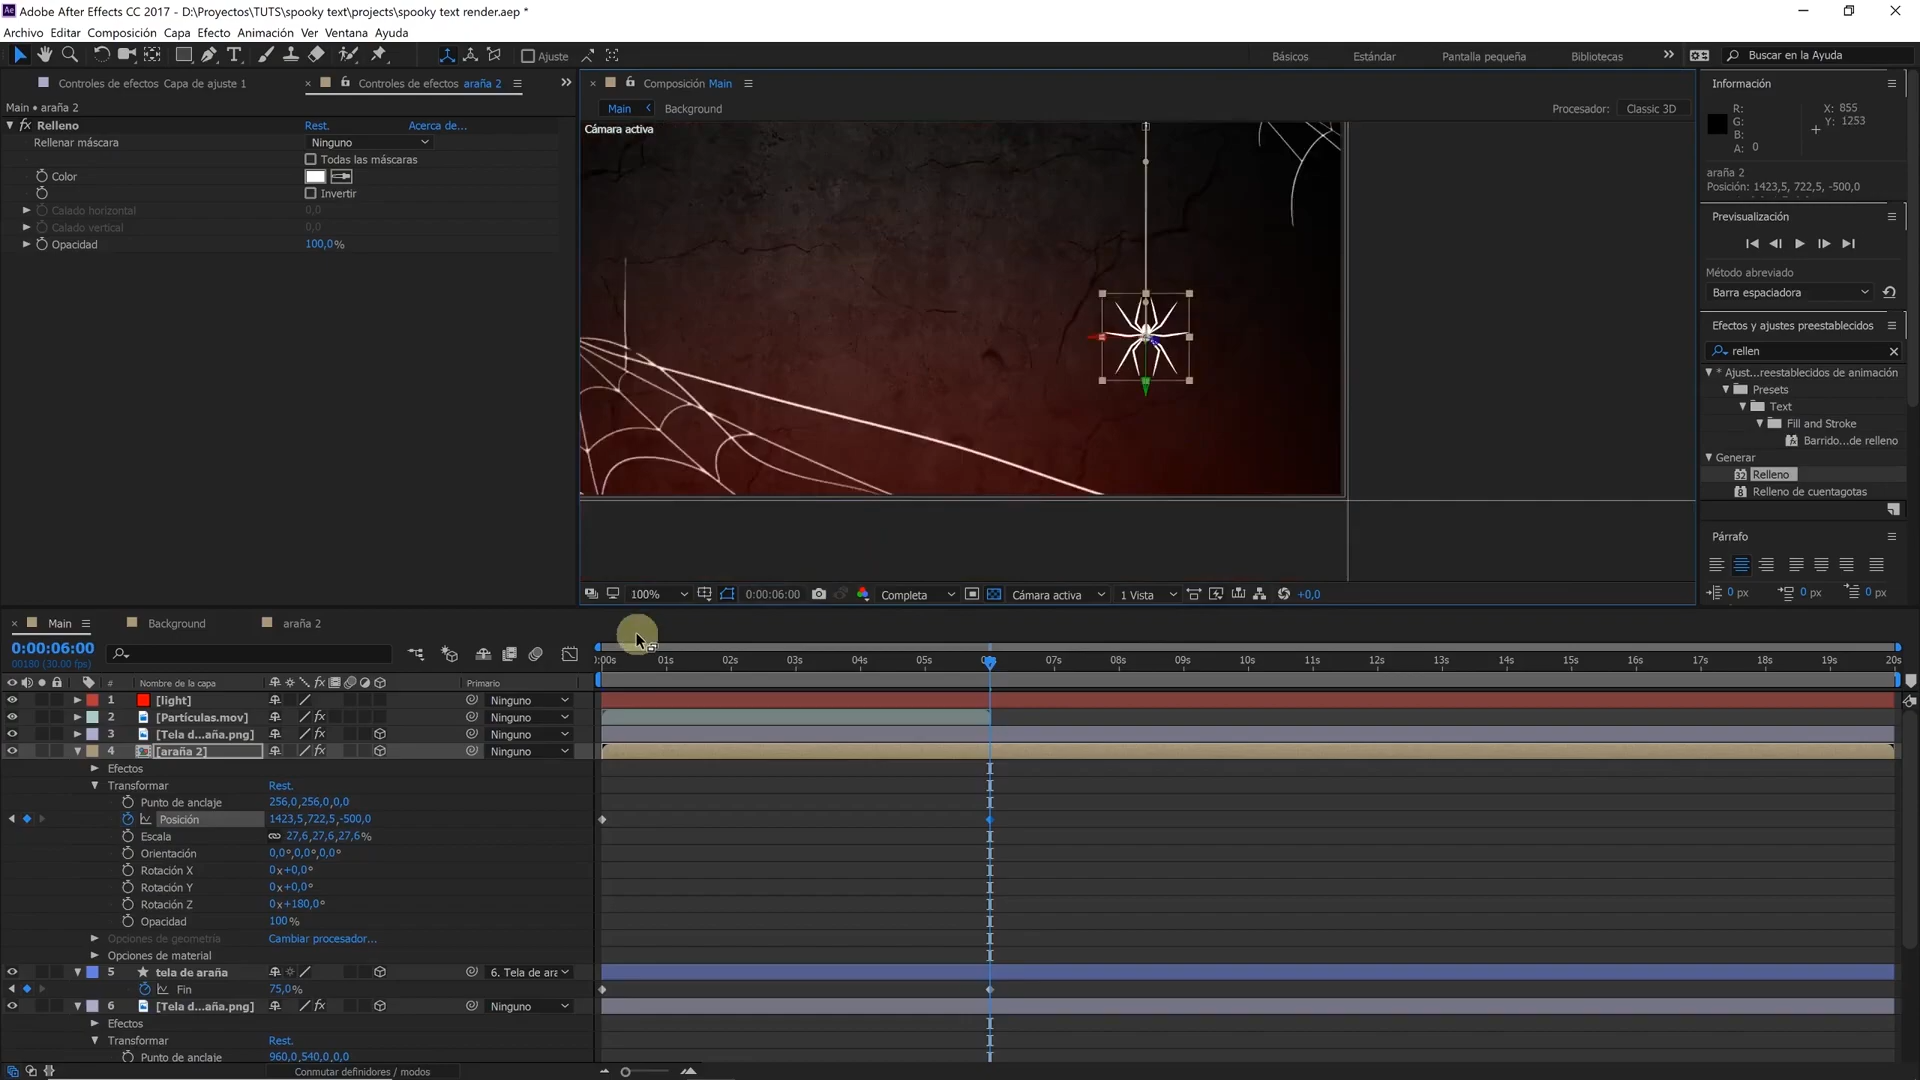 Adobe After Effects CC 2017 - D:\Proyectos\TUTS\spooky text\projects\spooky text render.aep *
Archivo Editar Composición Capa Efecto Animación Ver Ventana Ayuda
Ajuste Básicos Estándar Pantalla pequeña Bibliotecas Buscar en la Ayuda
Controles de efectos Capa de ajuste 1 Controles de efectos araña 2 Composición Main Información
Main • araña 2 Main Background Procesador: Classic 3D
fx Relleno Rest. Acerca de... Cámara activa
Rellenar máscara Ninguno
Todas las máscaras
Color
Invertir
Calado horizontal 0,0
Calado vertical 0,0
Opacidad 100,0%
R: X: 855
G: Y: 1253
B:
A: 0
araña 2
Posición: 1423,5, 722,5, -500,0
Previsualización
Método abreviado
Barra espaciadora
Efectos y ajustes preestablecidos
rellen
* Ajust...reestablecidos de animación
Presets
Text
Fill and Stroke
Barrido...de relleno
Generar
Relleno
Relleno de cuentagotas
Párrafo
0 px 0 px 0 px
100% 0:00:06:00 Completa Cámara activa 1 Vista +0,0
Main Background araña 2
0:00:06:00
00180 (30.00 fps)
0:00s 01s 02s 03s 04s 05s 07s 08s 09s 10s 11s 12s 13s 14s 15s 16s 17s 18s 19s 20s
# Nombre de la capa Primario
1 [light] Ninguno
2 [Partículas.mov] fx Ninguno
3 [Tela d...aña.png] fx Ninguno
4 [araña 2] fx Ninguno
Efectos
Transformar Rest.
Punto de anclaje 256,0,256,0,0,0
Posición 1423,5,722,5,-500,0
Escala 27,6,27,6,27,6%
Orientación 0,0°,0,0°,0,0°
Rotación X 0x+0,0°
Rotación Y 0x+0,0°
Rotación Z 0x+180,0°
Opacidad 100%
Opciones de geometría Cambiar procesador...
Opciones de material
5 tela de araña 6. Tela de ara
Fin 75,0%
6 [Tela d...aña.png] fx Ninguno
Efectos
Transformar Rest.
Punto de anclaje 960,0,540,0,0,0
Conmutar definidores / modos